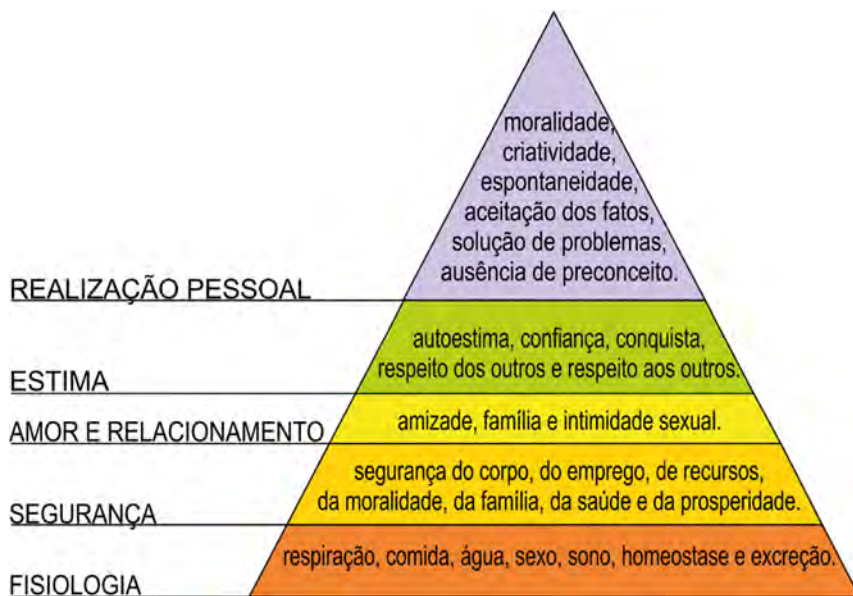 moralidade,
criatividade,
espontaneidade,
aceitação dos fatos,
solução de problemas,
ausência de preconceito.
REALIZAÇÃO PESSOAL
autoestima, confiança, conquista,
respeito dos outros e respeito aos outros.
ESTIMA
amizade, família e intimidade sexual.
AMOR E RELACIONAMENTO
segurança do corpo, do emprego, de recursos,
da moralidade, da família, da saúde e da prosperidade.
SEGURANÇA
respiração, comida, água, sexo, sono, homeostase e excreção.
FISIOLOGIA